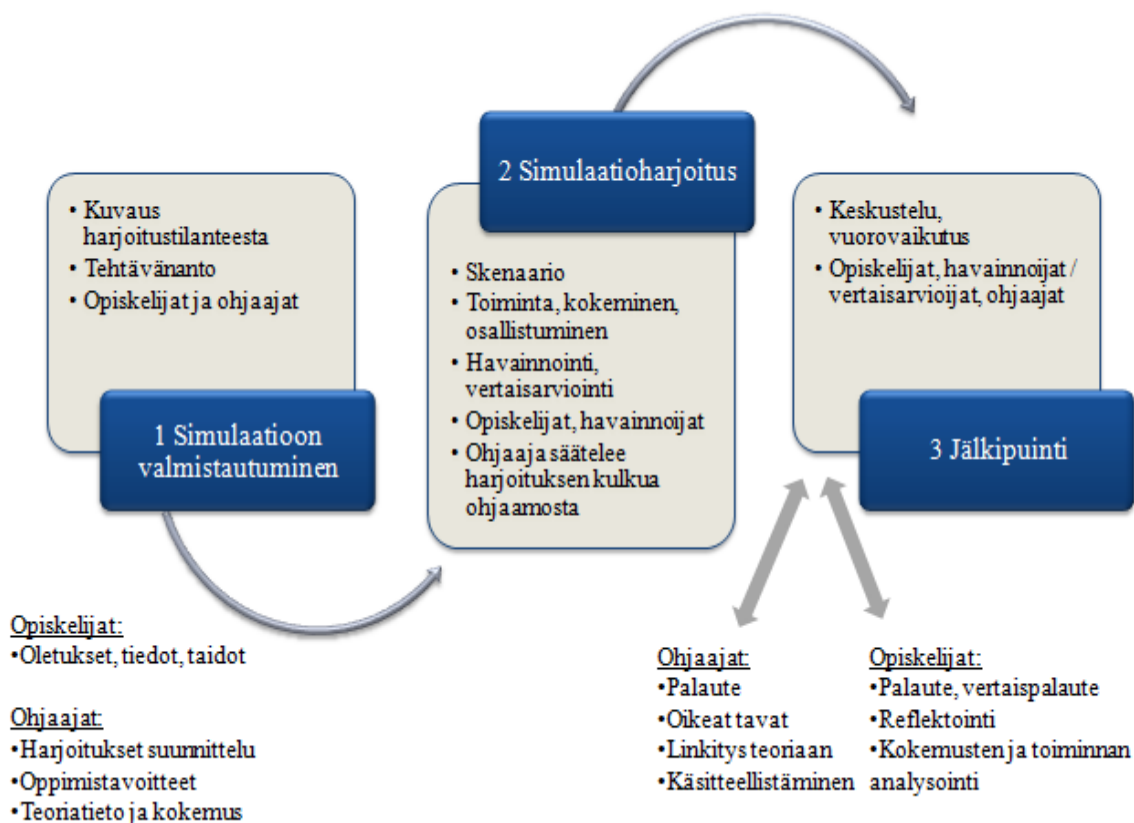 • Kuvaus
harjoitustilanteesta
• Tehtävänanto
• Opiskelijat ja ohjaajat
1 Simulaatioon
valmistautuminen
2 Simulaatioharjoitus
• Skenaario
• Toiminta, kokeminen,
osallistuminen
• Havainnointi,
vertaisarviointi
• Opiskelijat, havainnoijat
• Ohjaaja säätelee
harjoituksen kulkua
ohjaamosta
• Keskustelu,
vuorovaikutus
• Opiskelijat, havainnoijat /
vertaisarvioijat, ohjaajat
3 Jälkipuinti
Opiskelijat:
•Oletukset, tiedot, taidot
Ohjaajat:
•Harjoitukset suunnittelu
•Oppimistavoitteet
•Teoriatieto ja kokemus
Ohjaajat:
•Palaute
•Oikeat tavat
•Linkitys teoriaan
•Käsitteellistäminen
Opiskelijat:
•Palaute, vertaispalaute
•Reflektointi
•Kokemusten ja toiminnan
analysointi